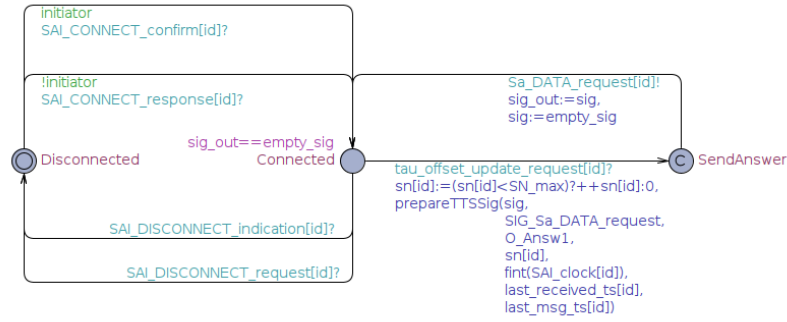 initiator
SAI_CONNECT_confirm[id]?
!initiator
SAI_CONNECT_response[id]?
Sa_DATA_request[id]!
sig_out:=sig,
sig:=empty_sig
sig_out==empty_sig
Disconnected
Connected
C
SendAnswer
tau_offset_update_request[id]?
sn[id]:=(sn[id]<SN_max)?++sn[id]:0,
prepareTTSSig(sig,
SIG_Sa_DATA_request,
O_Answ1,
sn[id],
fint(SAI_clock[id]),
last_received_ts[id],
last_msg_ts[id])
SAI_DISCONNECT_indication[id]?
SAI_DISCONNECT_request[id]?